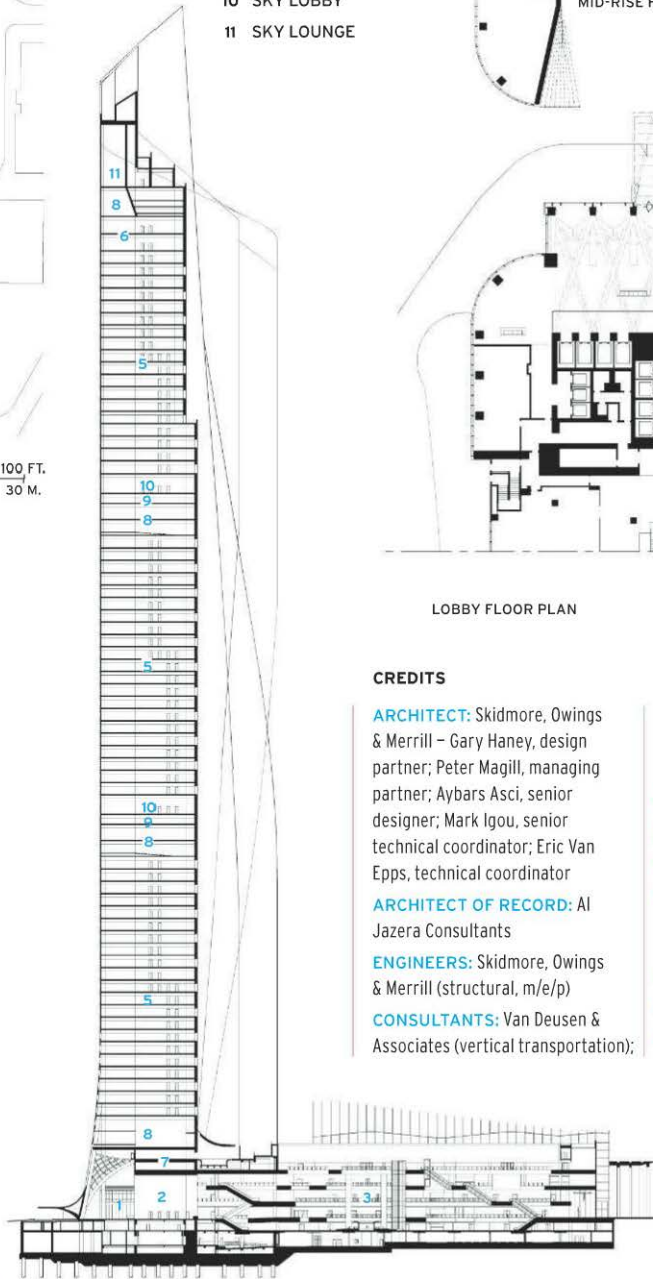 10 SKY LOBBY
11 SKY LOUNGE
MID-RISE
11
8
6
5
100 FT.
30 M.
10
9
8
5
10
9
8
5
8
7
1
2
3
LOBBY FLOOR PLAN
CREDITS
ARCHITECT: Skidmore, Owings
& Merrill – Gary Haney, design
partner; Peter Magill, managing
partner; Aybars Asci, senior
designer; Mark Igou, senior
technical coordinator; Eric Van
Epps, technical coordinator
ARCHITECT OF RECORD: Al
Jazera Consultants
ENGINEERS: Skidmore, Owings
& Merrill (structural, m/e/p)
CONSULTANTS: Van Deusen &
Associates (vertical transportation);